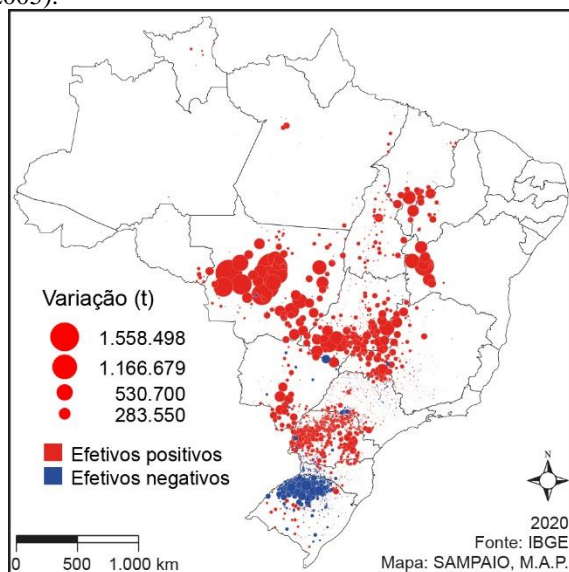 2005).
Variação (t)
1.558.498
1.166.679
530.700
283.550
Efetivos positivos
Efetivos negativos
N
0 500 1.000 km
2020
Fonte: IBGE
Mapa: SAMPAIO, M.A.P.